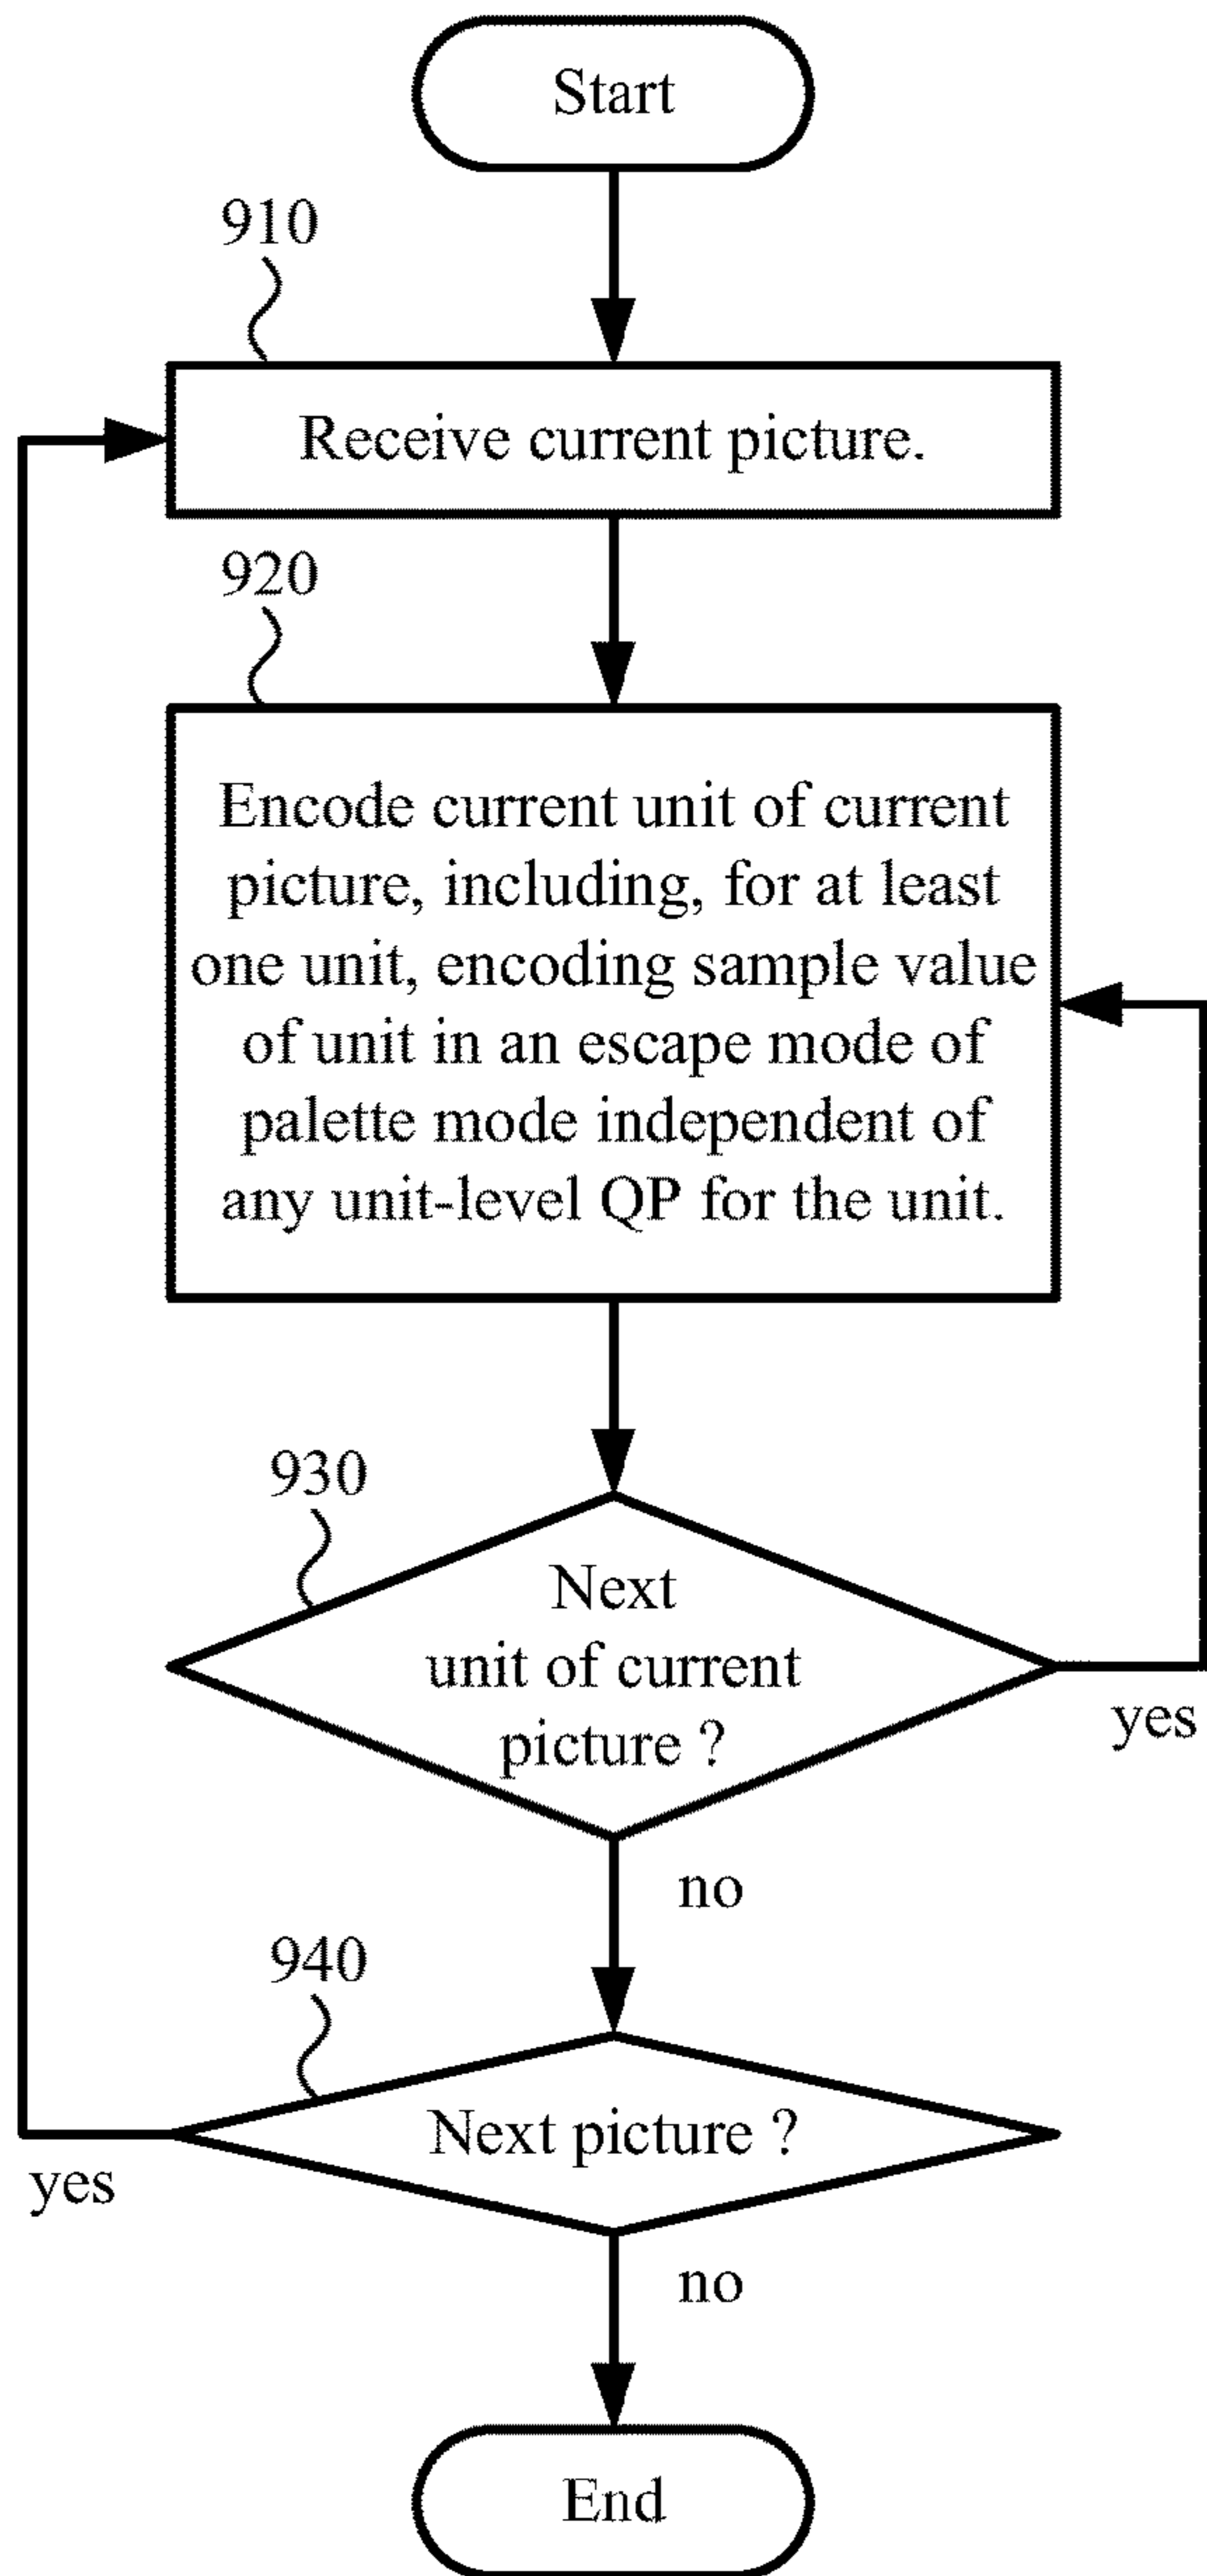 Start
910
Receive current picture.
920
Encode current unit of current
picture, including, for at least
one unit, encoding sample value
of unit in an escape mode of
palette mode independent of
any unit-level QP for the unit.
930
Next
unit of current
picture ?
yes
no
940
Next picture ?
yes
no
End